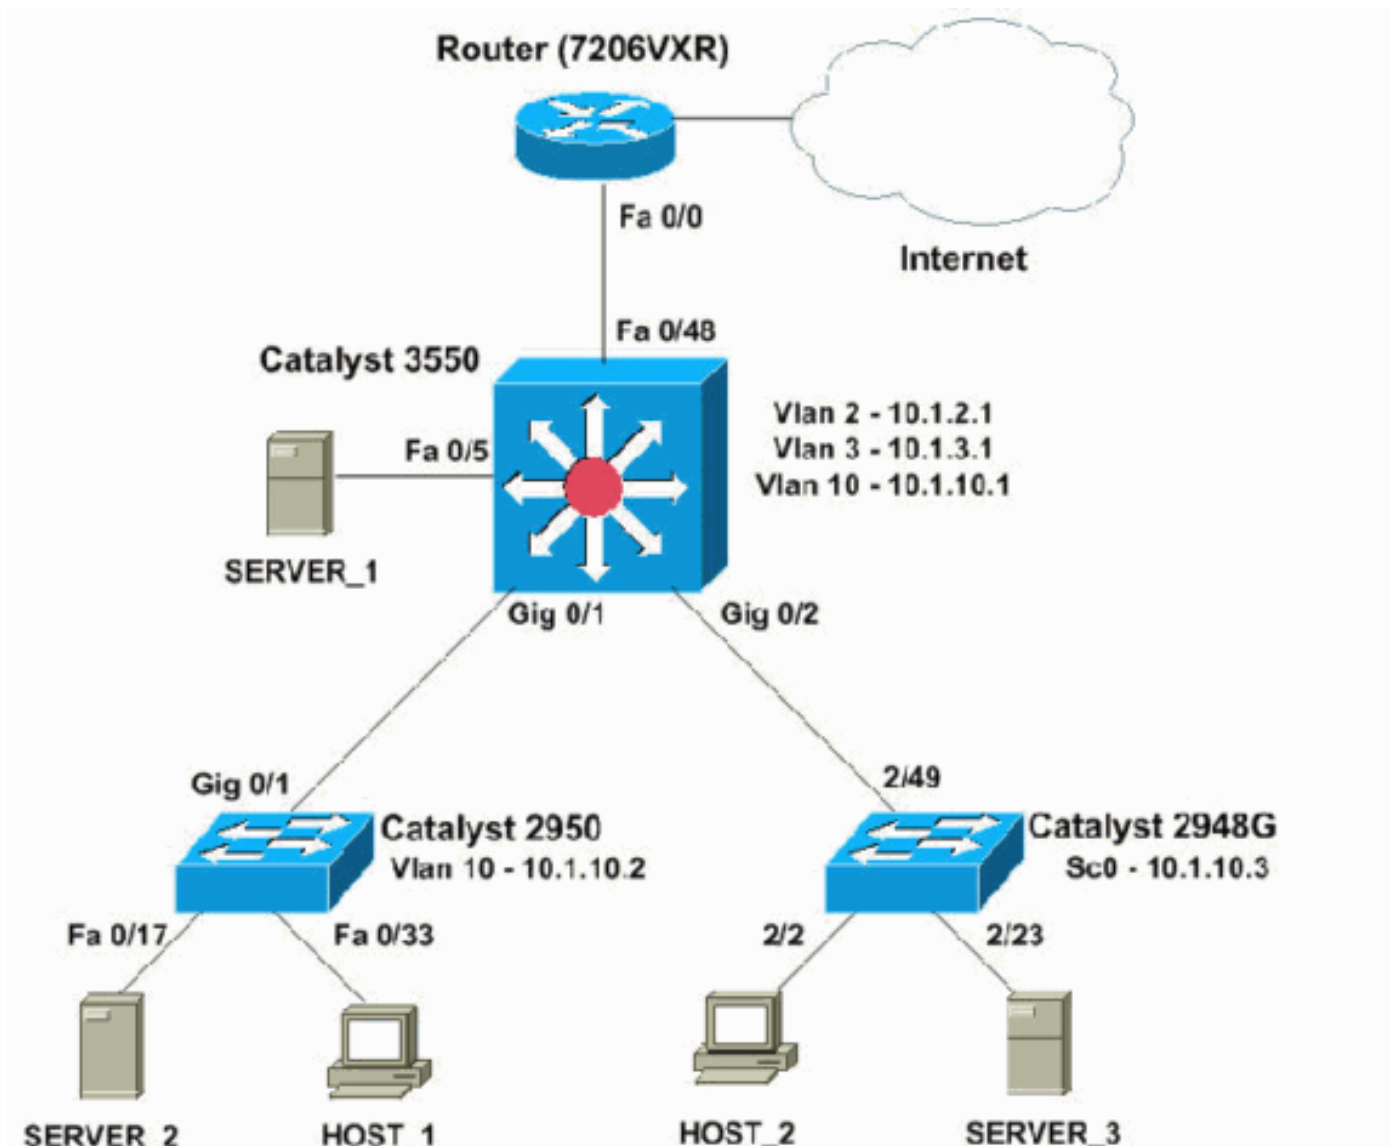 Router (7206VXR)
Fa 0/0
Internet
Fa 0/48
Catalyst 3550
Vlan 2 - 10.1.2.1
Vlan 3 - 10.1.3.1
Vlan 10 - 10.1.10.1
Fa 0/5
SERVER_1
Gig 0/1
Gig 0/2
Gig 0/1
2/49
Catalyst 2950
Vlan 10 - 10.1.10.2
Catalyst 2948G
Sc0 - 10.1.10.3
Fa 0/17
Fa 0/33
2/2
2/23
SERVER_2
HOST_1
HOST_2
SERVER_3